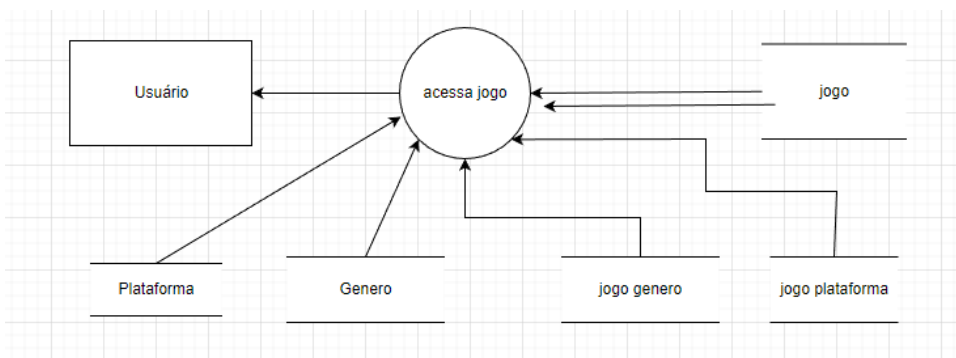 Usuário
acessa jogo
jogo
Plataforma
Genero
jogo genero
jogo plataforma